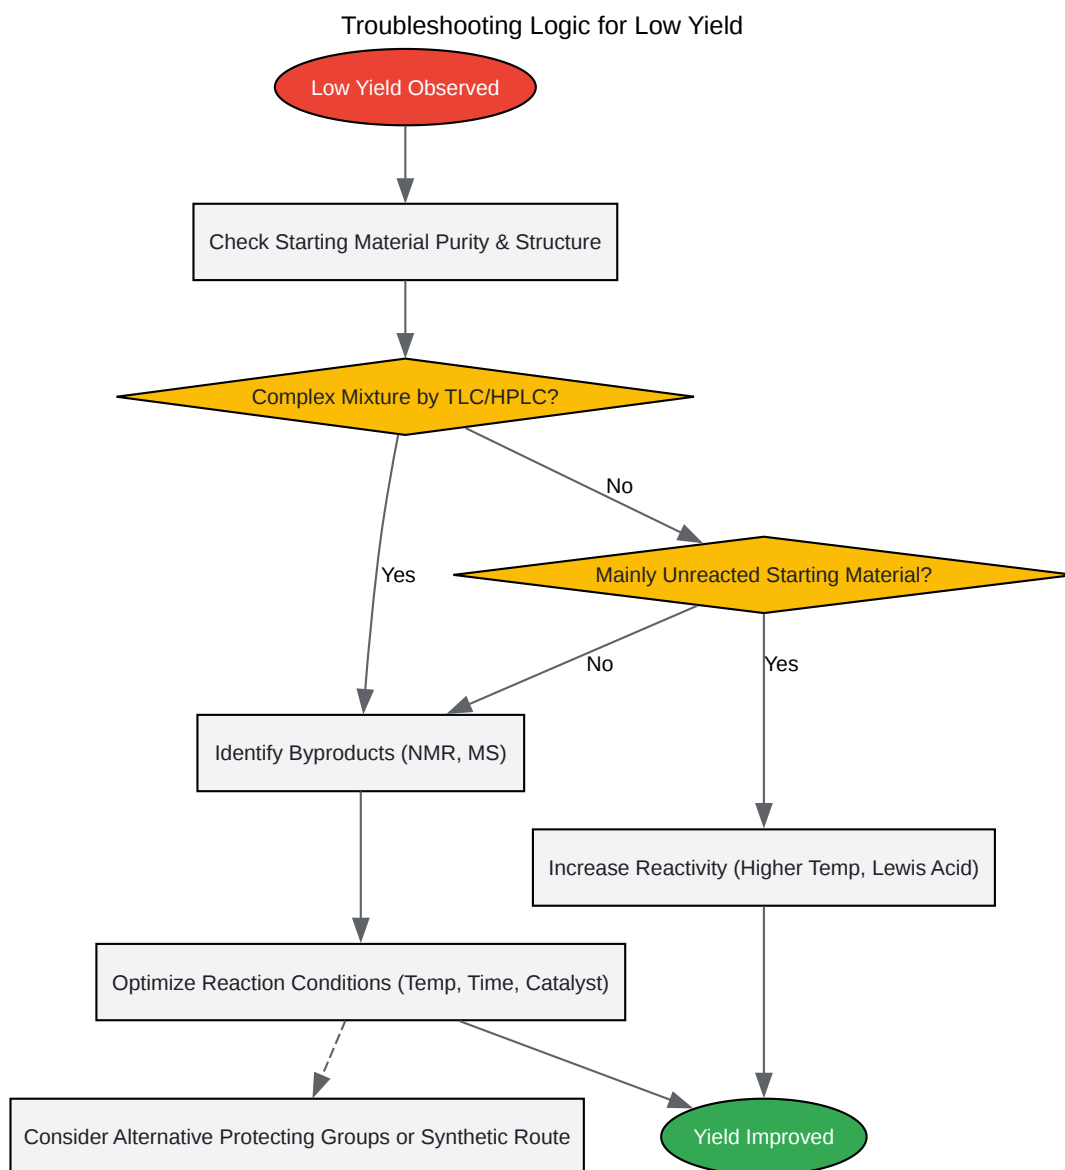 Troubleshooting Logic for Low Yield
Low Yield Observed
Check Starting Material Purity & Structure
Complex Mixture by TLC/HPLC?
No
Yes
Mainly Unreacted Starting Material?
No
Yes
Identify Byproducts (NMR, MS)
Increase Reactivity (Higher Temp, Lewis Acid)
Optimize Reaction Conditions (Temp, Time, Catalyst)
Consider Alternative Protecting Groups or Synthetic Route
Yield Improved